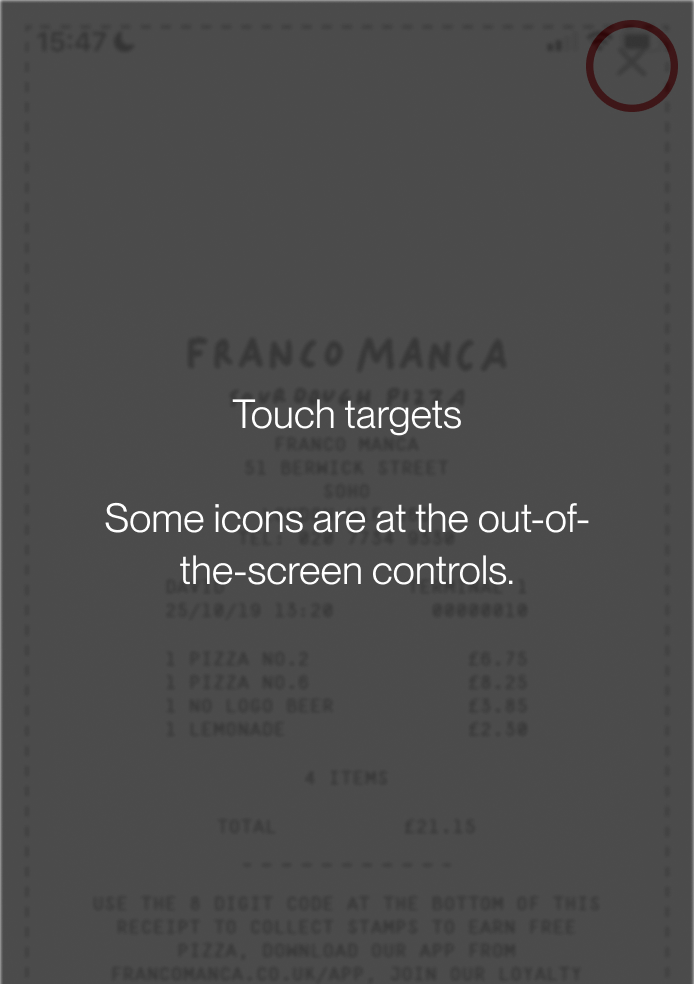 15:47
FRANCO MANCA
SOURDOUGH PIZZA
Touch targets
FRANCO MANCA
51 BERWICK STREET
SOHO
Some icons are at the out-of-
TEL: 020 7734
the-screen controls.
DAVID TERMINAL 1
25/10/19 13:20 00000010
1 PIZZA NO.2 £6.75
1 PIZZA NO.6 £8.25
1 NO LOGO BEER £3.85
1 LEMONADE £2.30
4 ITEMS
TOTAL £21.15
- - - - - - - - - - -
USE THE 8 DIGIT CODE AT THE BOTTOM OF THIS
RECEIPT TO COLLECT STAMPS TO EARN FREE
PIZZA, DOWNLOAD OUR APP FROM
FRANCOMANCA.CO.UK/APP, JOIN OUR LOYALTY